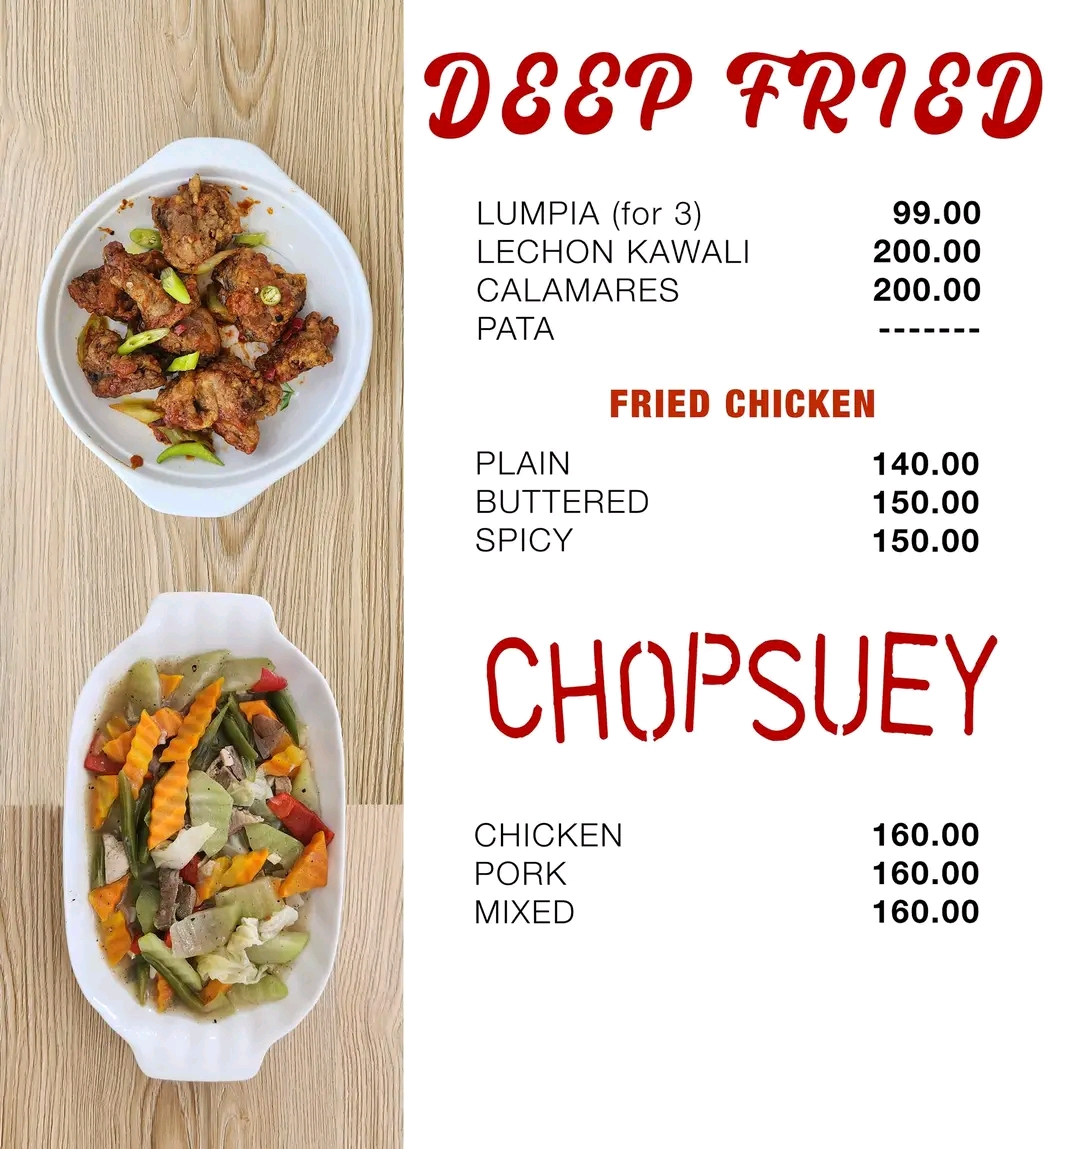 DEEP FRIED
LUMPIA (for 3) 99.00
LECHON KAWALI 200.00
CALAMARES 200.00
PATA -------
FRIED CHICKEN
PLAIN 140.00
BUTTERED 150.00
SPICY 150.00
CHOPSUEY
CHICKEN 160.00
PORK 160.00
MIXED 160.00